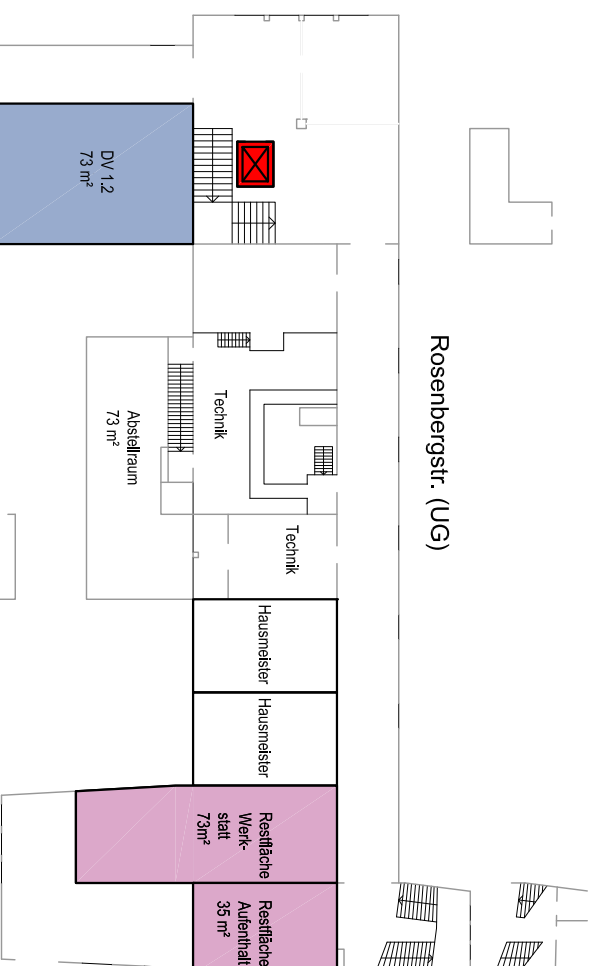 DV 1.2
73 m²
Rosenbergstr. (UG)
Technik
Abstellraum
73 m²
Technik
Hausmeister
Hausmeister
Restfläche
Werk-
statt
73m²
Restfläche
Aufenthalt
35 m²